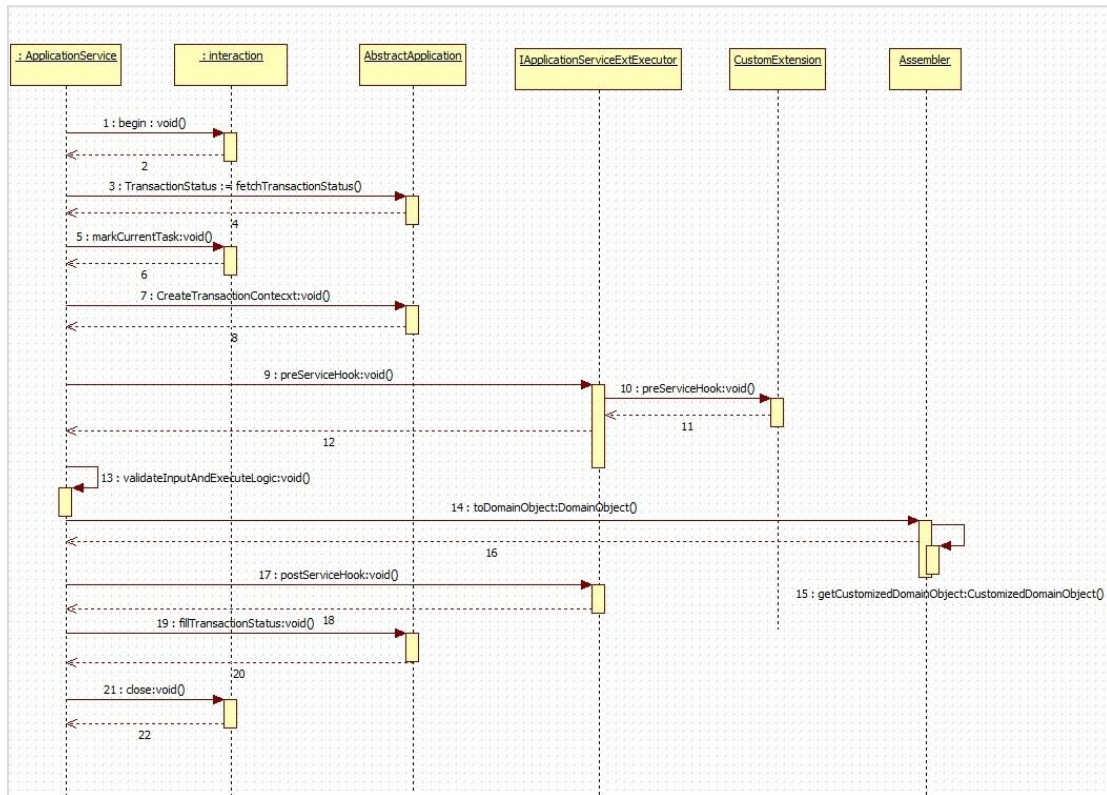 : ApplicationService
: interaction
AbstractApplication
IApplicationServiceExtExecutor
CustomExtension
Assembler
1 : begin : void()
2
3 : TransactionStatus := fetchTransactionStatus()
4
5 : markCurrentTask:void()
6
7 : CreateTransactionContecxt:void()
8
9 : preServiceHook:void()
10 : preServiceHook:void()
11
12
13 : validateInputAndExecuteLogic:void()
14 : toDomainObject:DomainObject()
16
17 : postServiceHook:void()
15 : getCustomizedDomainObject:CustomizedDomainObject()
18
19 : fillTransactionStatus:void()
20
21 : close:void()
22